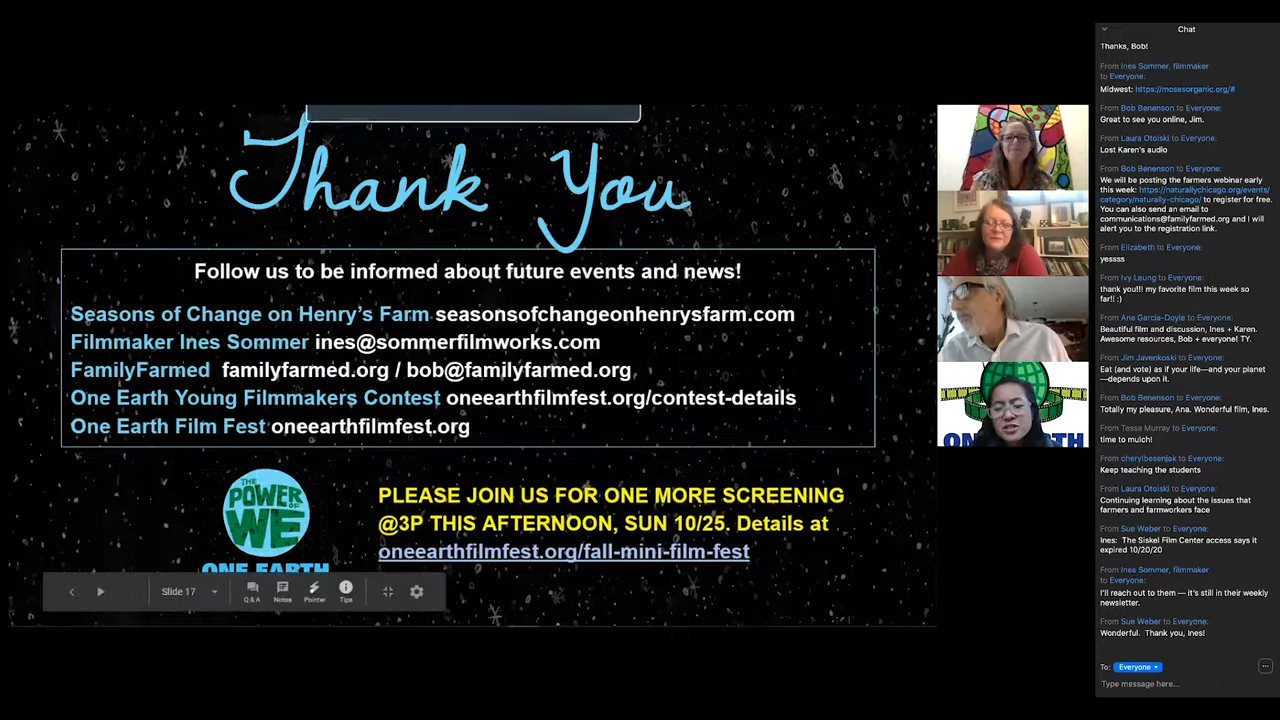 Thank You
Follow us to be informed about future events and news!
Seasons of Change on Henry's Farm seasonsofchangeonhenrysfarm.com
Filmmaker Ines Sommer ines@sommerfilmworks.com
FamilyFarmed familyfarmed.org / bob@familyfarmed.org
One Earth Young Filmmakers Contest oneearthfilmfest.org/contest-details
One Earth Film Fest oneearthfilmfest.org
THE
POWER
OF
WE
ONE EARTH
PLEASE JOIN US FOR ONE MORE SCREENING
@3P THIS AFTERNOON, SUN 10/25. Details at
oneearthfilmfest.org/fall-mini-film-fest
Slide 17
Q & A
Notes
Pointer
Tips
ONE EARTH
Chat
Thanks, Bob!
From Ines Sommer, filmmaker
to Everyone:
Midwest: https://mosesorganic.org/#
From Bob Benenson to Everyone:
Great to see you online, Jim.
From Laura Otolski to Everyone:
Lost Karen's audio
From Bob Benenson to Everyone:
We will be posting the farmers webinar early
this week: https://naturallychicago.org/events/
category/naturally-chicago/ to register for free.
You can also send an email to
communications@familyfarmed.org and I will
alert you to the registration link.
From Elizabeth to Everyone:
yessss
From Ivy Leung to Everyone:
thank you!!! my favorite film this week so
far!! :)
From Ana Garcia-Doyle to Everyone:
Beautiful film and discussion, Ines + Karen.
Awesome resources, Bob + everyone! TY.
From Jim Javenkoski to Everyone:
Eat (and vote) as if your life—and your planet
—depends upon it.
From Bob Benenson to Everyone:
Totally my pleasure, Ana. Wonderful film, Ines.
From Tessa Murray to Everyone:
time to mulch!
From cherylbesenjak to Everyone:
Keep teaching the students
From Laura Otolski to Everyone:
Continuing learning about the issues that
farmers and farmworkers face
From Sue Weber to Everyone:
Ines: The Siskel Film Center access says it
expired 10/20/20
From Ines Sommer, filmmaker
to Everyone:
I'll reach out to them — it's still in their weekly
newsletter.
From Sue Weber to Everyone:
Wonderful. Thank you, Ines!
To: Everyone
Type message here...